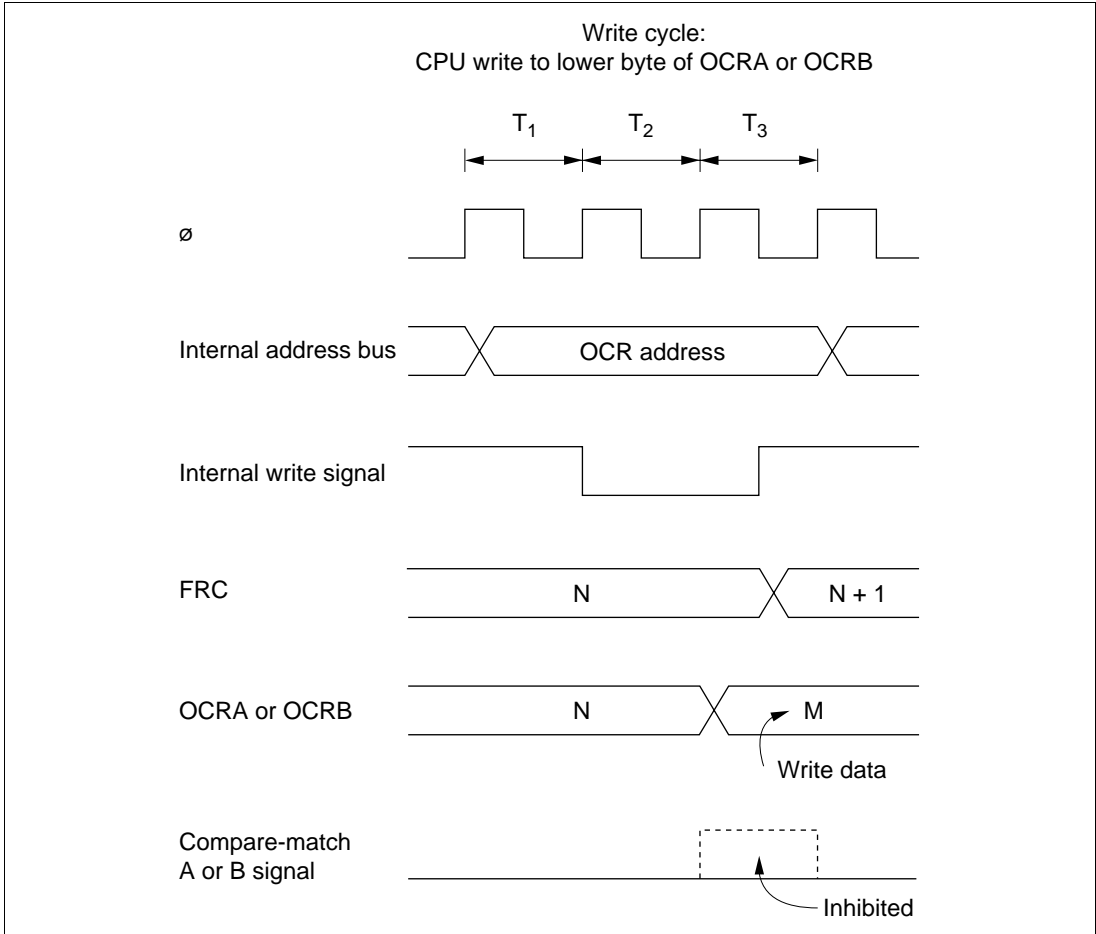 Write cycle:
CPU write to lower byte of OCRA or OCRB
T1 T2 T3
ø
Internal address bus
OCR address
Internal write signal
FRC
N
N + 1
OCRA or OCRB
N
M
Write data
Compare-match
A or B signal
Inhibited